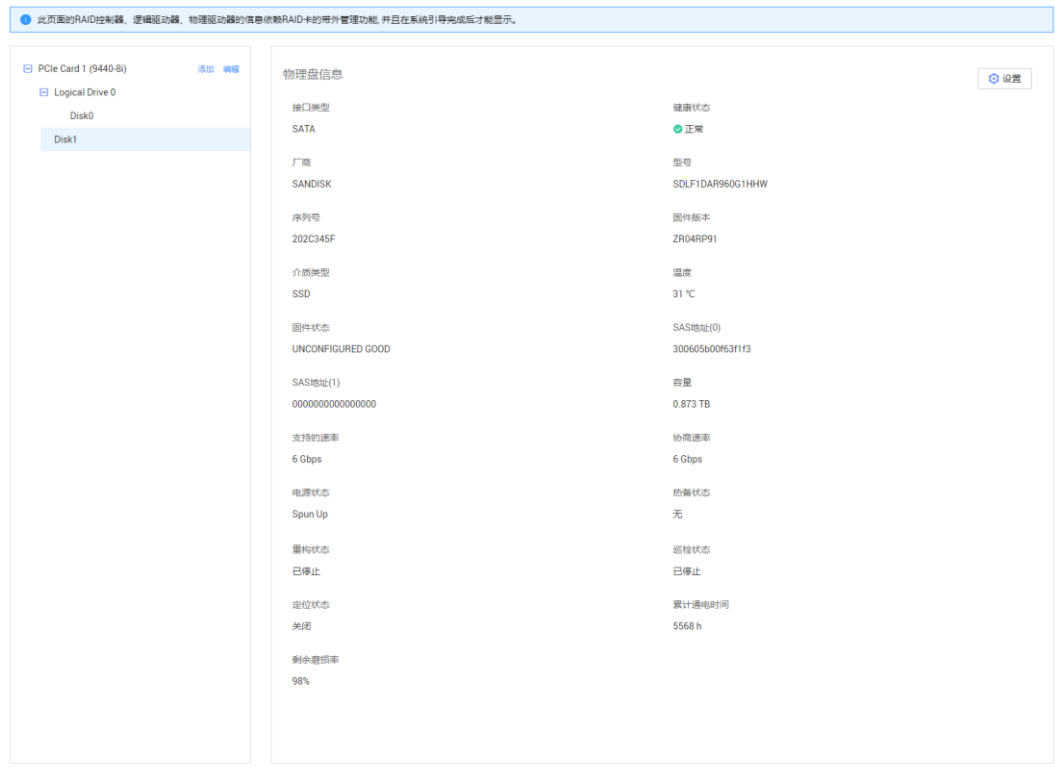 此页面的RAID控制器、逻辑驱动器、物理驱动器的信息依赖RAID卡的带外管理功能, 并且在系统引导完成后才能显示。
PCIe Card 1 (9440-8i) 添加 编辑
Logical Drive 0
Disk0
Disk1
物理盘信息
设置
接口类型 健康状态
SATA 正常
厂商 型号
SANDISK SDLF1DAR960G1HHW
序列号 固件版本
202C345F ZR04RP91
介质类型 温度
SSD 31 ℃
固件状态 SAS地址(0)
UNCONFIGURED GOOD 300605b00f63f1f3
SAS地址(1) 容量
0000000000000000 0.873 TB
支持的速率 协商速率
6 Gbps 6 Gbps
电源状态 热备状态
Spun Up 无
重构状态 巡检状态
已停止 已停止
定位状态 累计通电时间
关闭 5568 h
剩余磨损率
98%